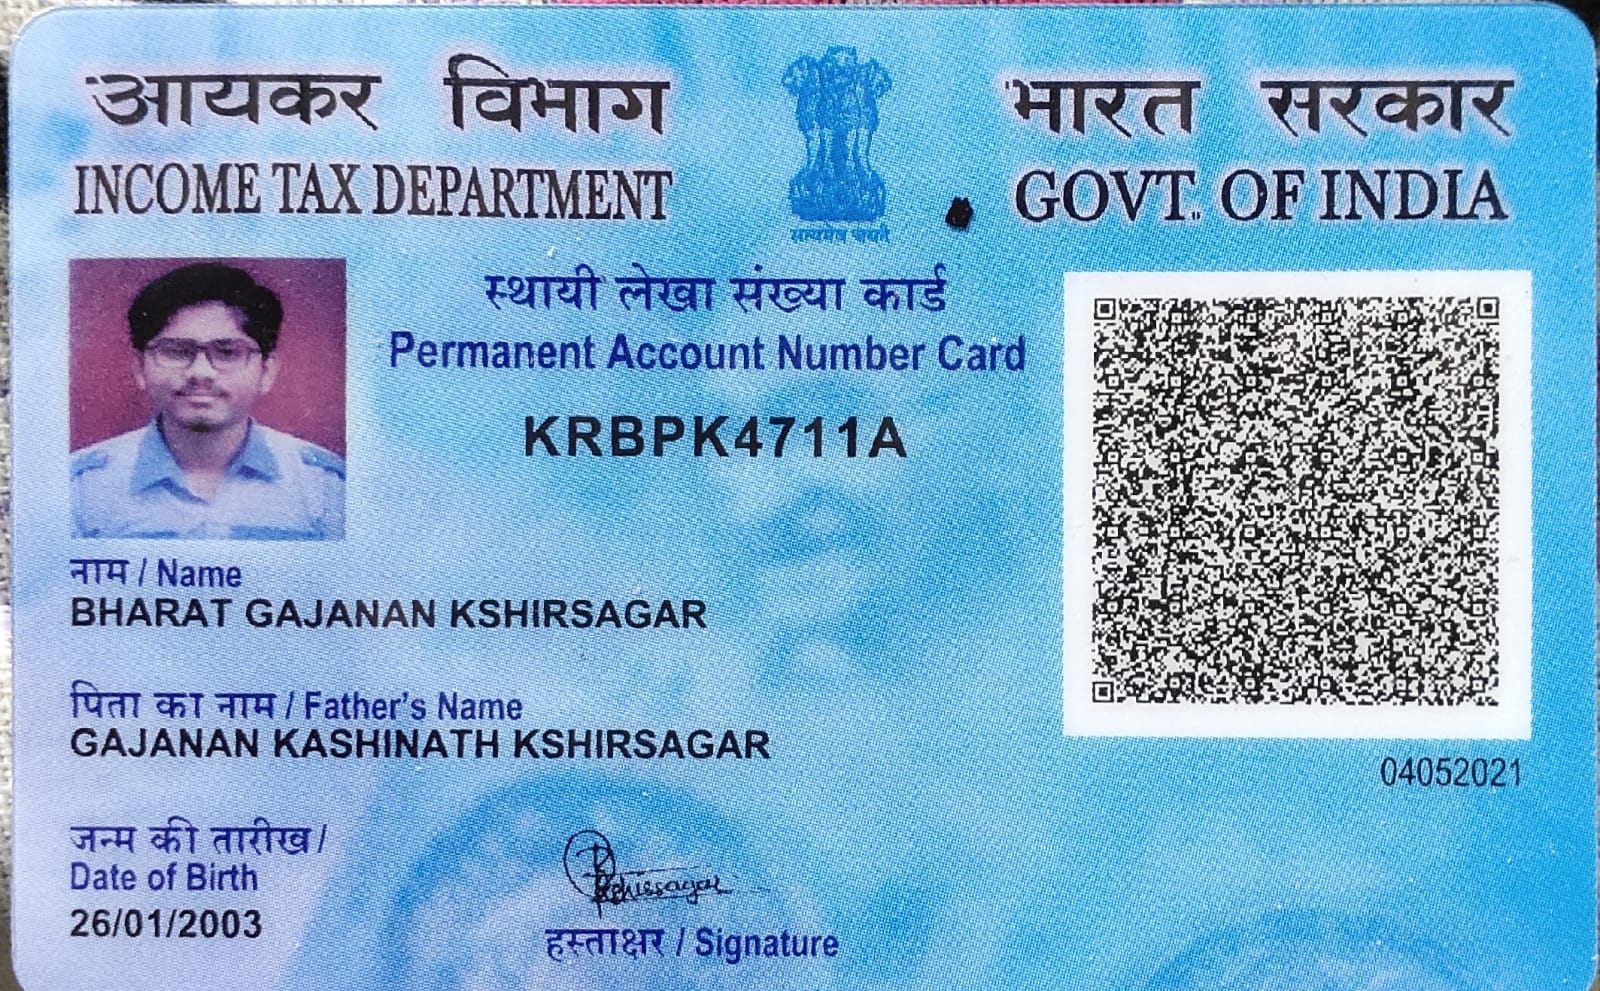 आयकर विभाग
INCOME TAX DEPARTMENT
सत्यमेव जयते
भारत सरकार
GOVT. OF INDIA
स्थायी लेखा संख्या कार्ड
Permanent Account Number Card
KRBPK4711A
नाम / Name
BHARAT GAJANAN KSHIRSAGAR
पिता का नाम / Father's Name
GAJANAN KASHINATH KSHIRSAGAR
04052021
जन्म की तारीख /
Date of Birth
26/01/2003
BKshirsagar
हस्ताक्षर / Signature